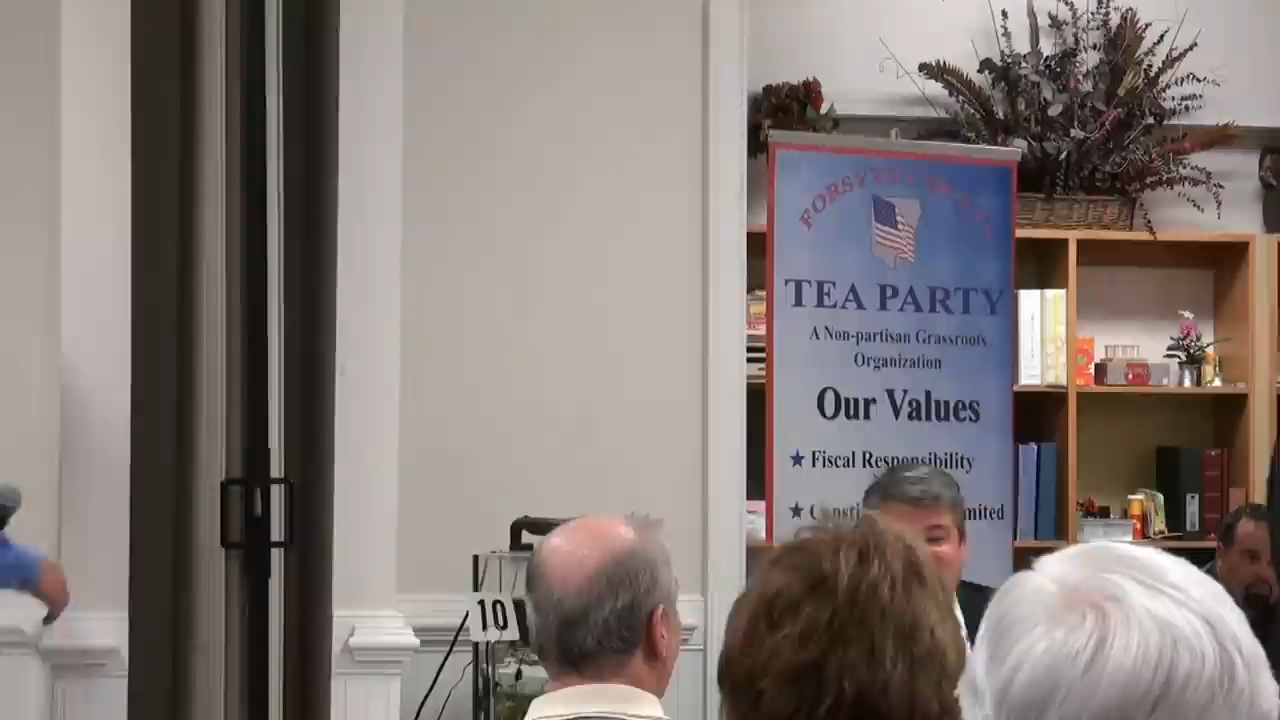 TEA PARTY
A Non-partisan Grassroots
Organization
Our Values
★ Fiscal Responsibility
★
10